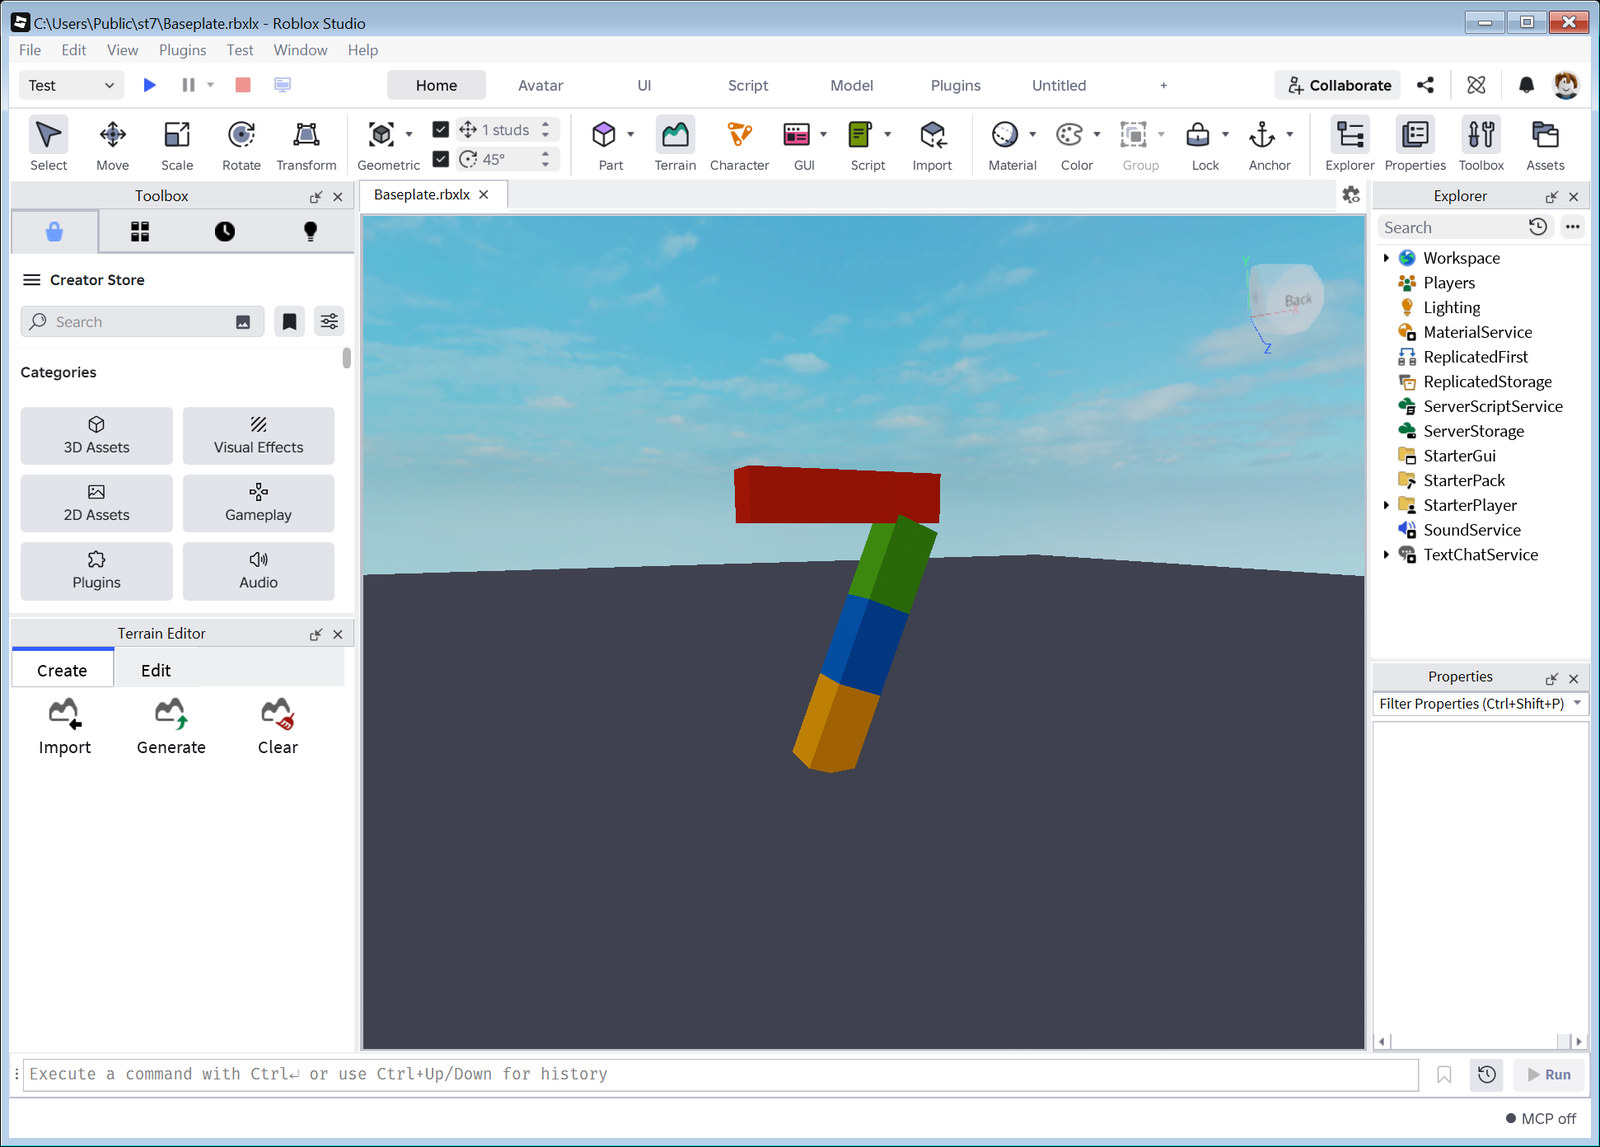 C:\Users\Public\st7\Baseplate.rbxlx - Roblox Studio
File Edit View Plugins Test Window Help
Test Home Avatar UI Script Model Plugins Untitled + Collaborate
1 studs
45°
Select Move Scale Rotate Transform Geometric Part Terrain Character GUI Script Import Material Color Group Lock Anchor Explorer Properties Toolbox Assets
Toolbox
Baseplate.rbxlx
Explorer
Creator Store
Search
Categories
3D Assets Visual Effects
2D Assets Gameplay
Plugins Audio
Terrain Editor
Create Edit
Import Generate Clear
Y
Back
X
Z
Search
Workspace
Players
Lighting
MaterialService
ReplicatedFirst
ReplicatedStorage
ServerScriptService
ServerStorage
StarterGui
StarterPack
StarterPlayer
SoundService
TextChatService
Properties
Filter Properties (Ctrl+Shift+P)
Execute a command with Ctrl↵ or use Ctrl+Up/Down for history
Run
MCP off